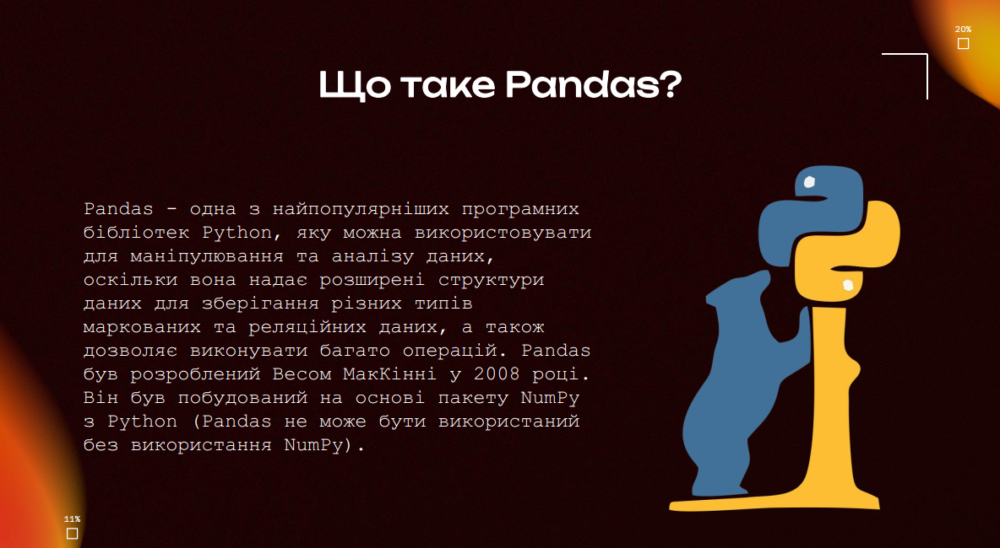 20%
Що таке Pandas?
Pandas - одна з найпопулярніших програмних
бібліотек Python, яку можна використовувати
для маніпулювання та аналізу даних,
оскільки вона надає розширені структури
даних для зберігання різних типів
маркованих та реляційних даних, а також
дозволяє виконувати багато операцій. Pandas
був розроблений Весом МакКінні у 2008 році.
Він був побудований на основі пакету NumPy
з Python (Pandas не може бути використаний
без використання NumPy).
11%